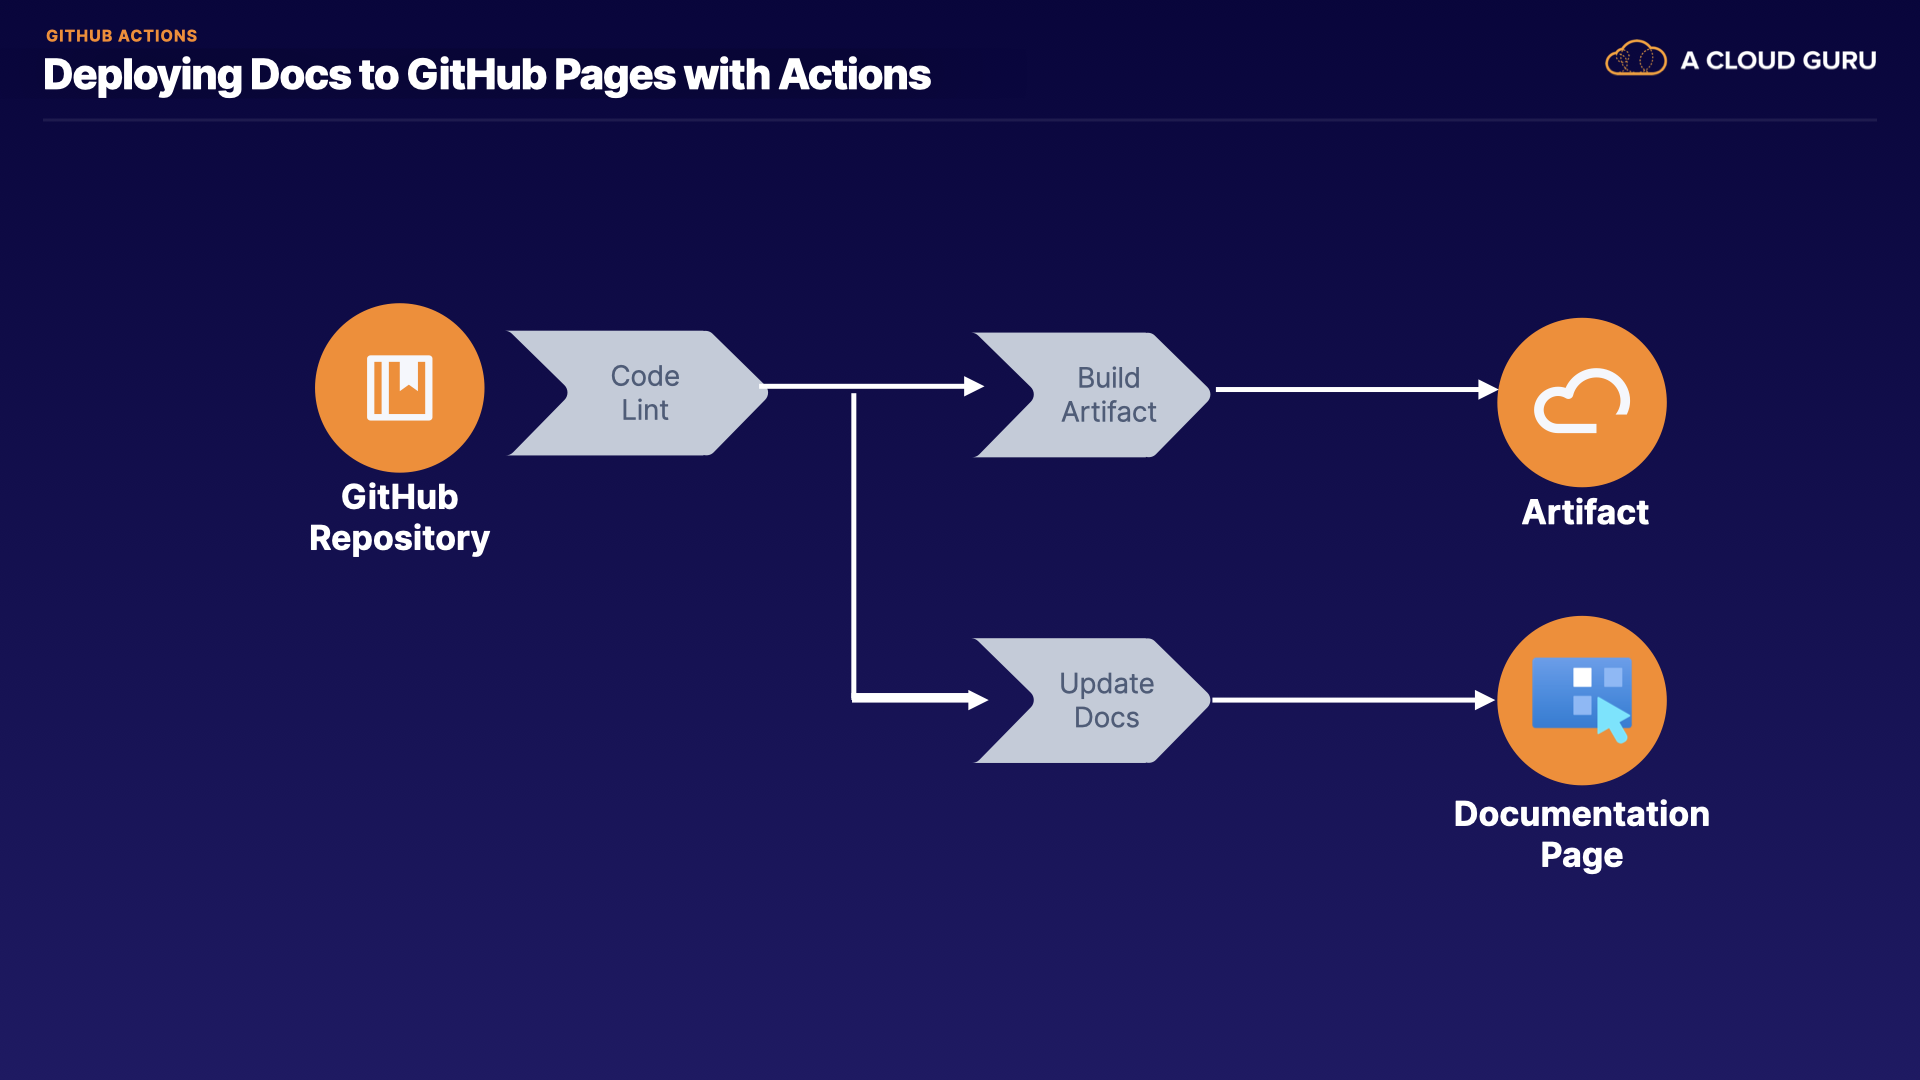 GITHUB ACTIONS
Deploying Docs to GitHub Pages with Actions
A CLOUD GURU
Code
Lint
Build
Artifact
GitHub
Repository
Artifact
Update
Docs
Documentation
Page